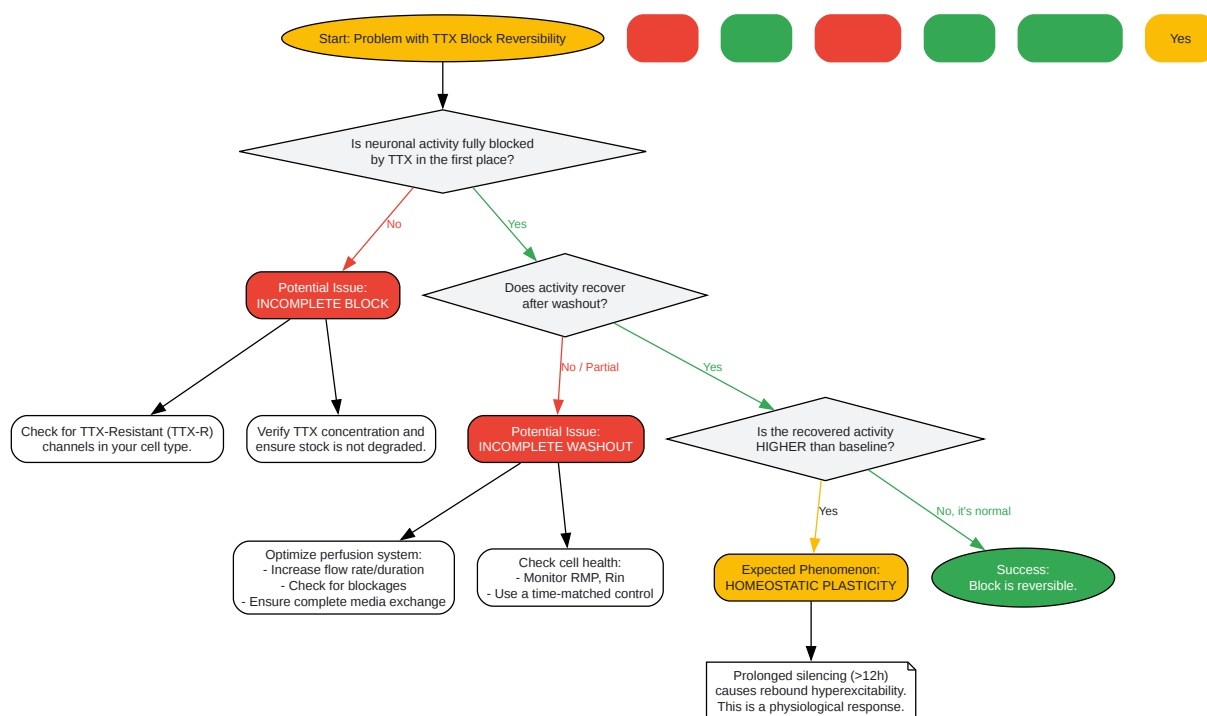 Start: Problem with TTX Block Reversibility
Yes
Is neuronal activity fully blocked
by TTX in the first place?
No
Yes
Potential Issue:
INCOMPLETE BLOCK
Does activity recover
after washout?
No / Partial
Yes
Check for TTX-Resistant (TTX-R)
channels in your cell type.
Verify TTX concentration and
ensure stock is not degraded.
Potential Issue:
INCOMPLETE WASHOUT
Is the recovered activity
HIGHER than baseline?
Yes
No, it's normal
Optimize perfusion system:
- Increase flow rate/duration
- Check for blockages
- Ensure complete media exchange
Check cell health:
- Monitor RMP, Rin
- Use a time-matched control
Expected Phenomenon:
HOMEOSTATIC PLASTICITY
Success:
Block is reversible.
Prolonged silencing (>12h)
causes rebound hyperexcitability.
This is a physiological response.